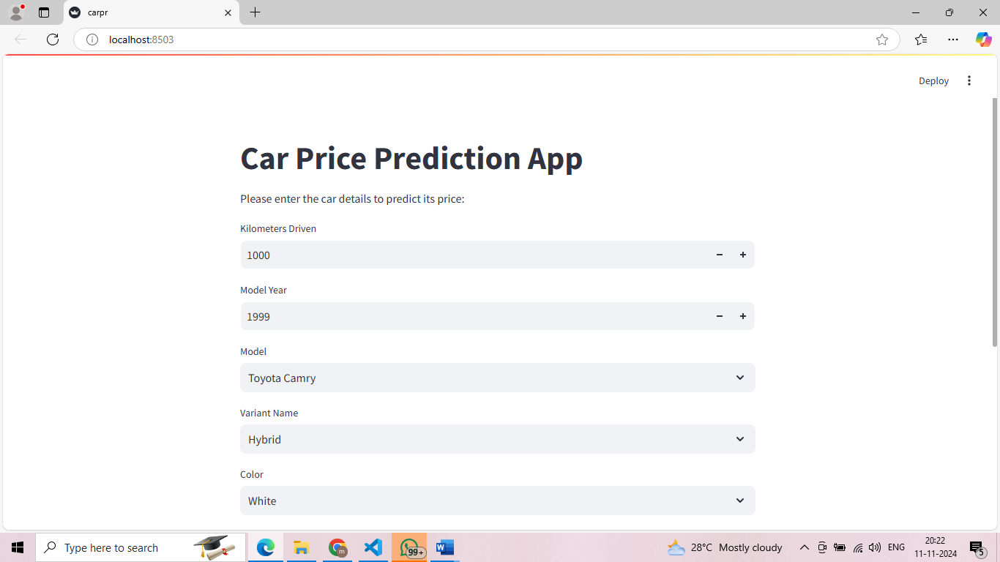 carpr
localhost:8503
Deploy
Car Price Prediction App
Please enter the car details to predict its price:
Kilometers Driven
1000
Model Year
1999
Model
Toyota Camry
Variant Name
Hybrid
Color
White
Type here to search
m
99+
W
28°C Mostly cloudy
ENG
20:22
11-11-2024
5